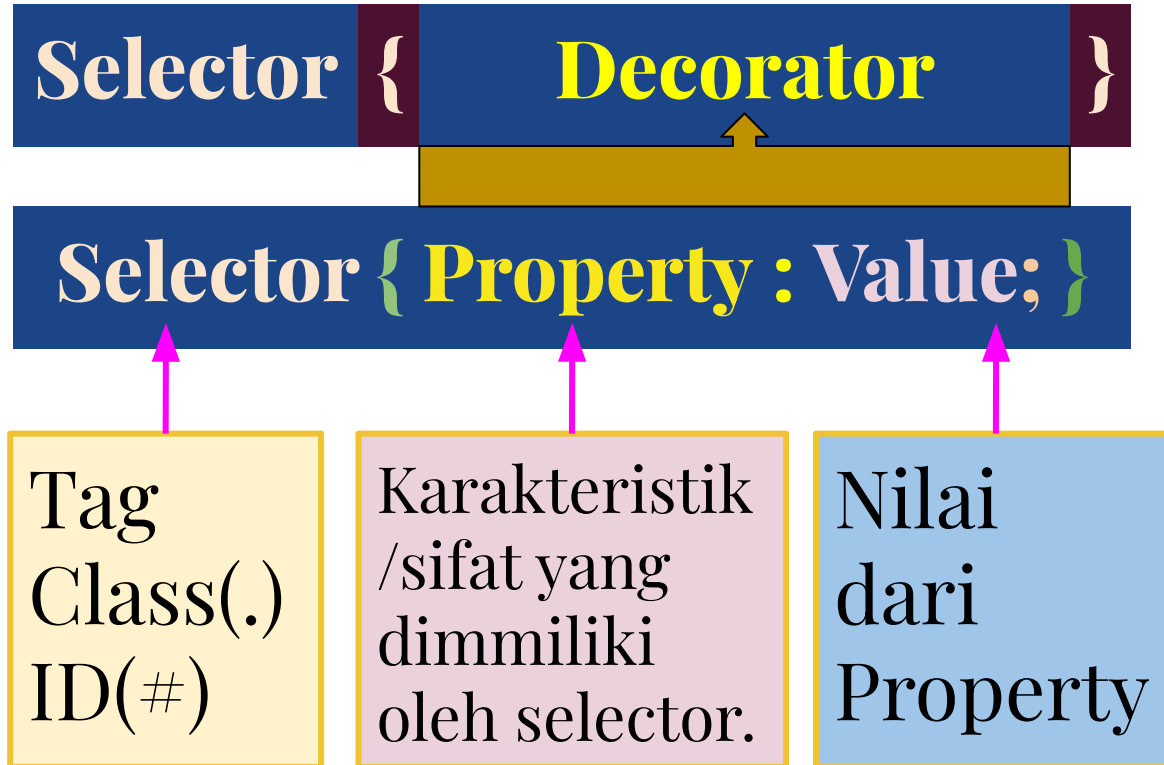 Selector { Decorator }
Selector { Property : Value; }
Tag
Class(.)
ID(#)
Karakteristik
/sifat yang
dimmiliki
oleh selector.
Nilai
dari
Property